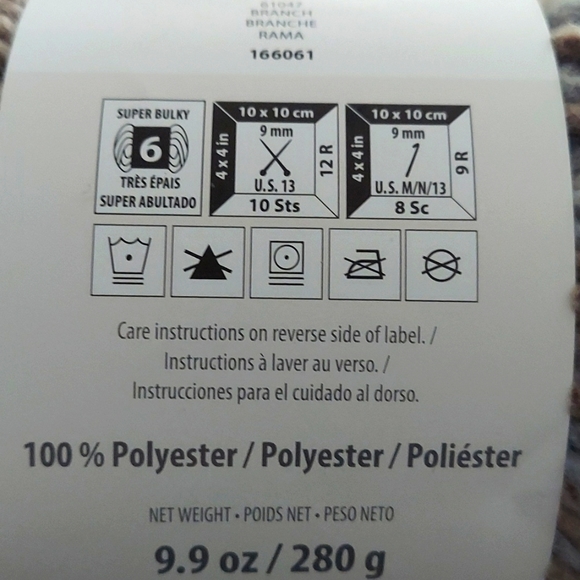 61047
BRANCH
BRANCHE
RAMA
166061
SUPER BULKY
6
TRÈS ÉPAIS
SUPER ABULTADO
10 x 10 cm
4 x 4 in
9 mm
12 R
U.S. 13
10 Sts
10 x 10 cm
4 x 4 in
9 mm
9 R
U.S. M/N/13
8 Sc
Care instructions on reverse side of label. /
Instructions à laver au verso. /
Instrucciones para el cuidado al dorso.
100 % Polyester / Polyester / Poliéster
NET WEIGHT • POIDS NET • PESO NETO
9.9 oz / 280 g